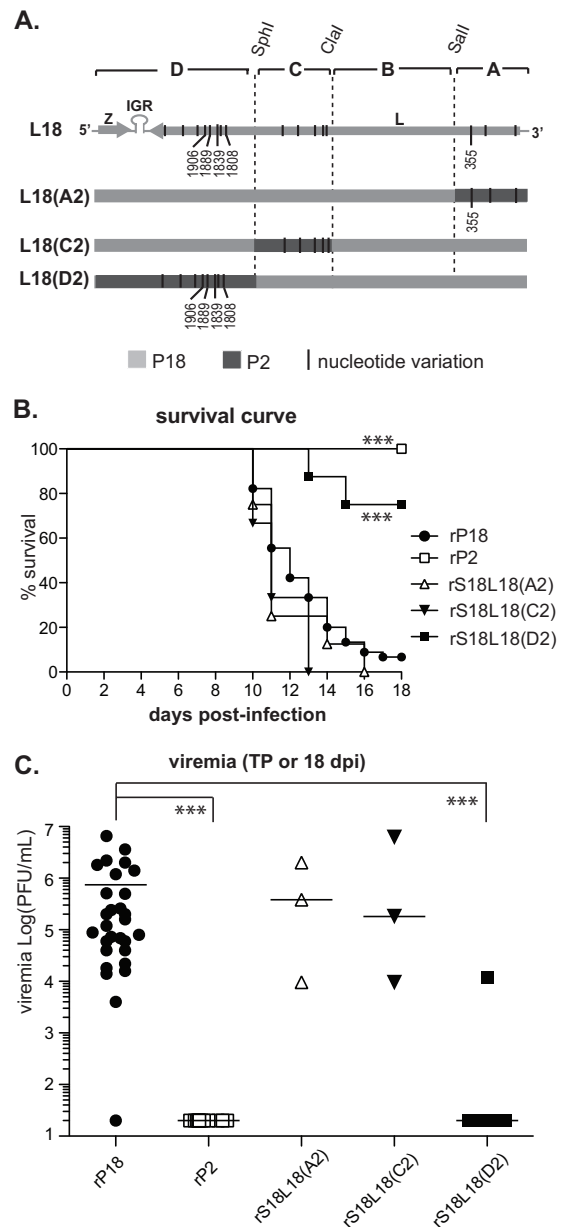 A.
SphI
ClaI
SalI
D
C
B
A
L18
5'
Z
IGR
L
3'
1906
1889
1839
1808
355
L18(A2)
355
L18(C2)
L18(D2)
1906
1889
1839
1808
P18
P2
nucleotide variation
B.
survival curve
***
***
% survival
100
80
60
40
20
0
0 2 4 6 8 10 12 14 16 18
days post-infection
rP18
rP2
rS18L18(A2)
rS18L18(C2)
rS18L18(D2)
C.
viremia (TP or 18 dpi)
***
***
viremia Log(PFU/mL)
7
6
5
4
3
2
1
rP18
rP2
rS18L18(A2)
rS18L18(C2)
rS18L18(D2)